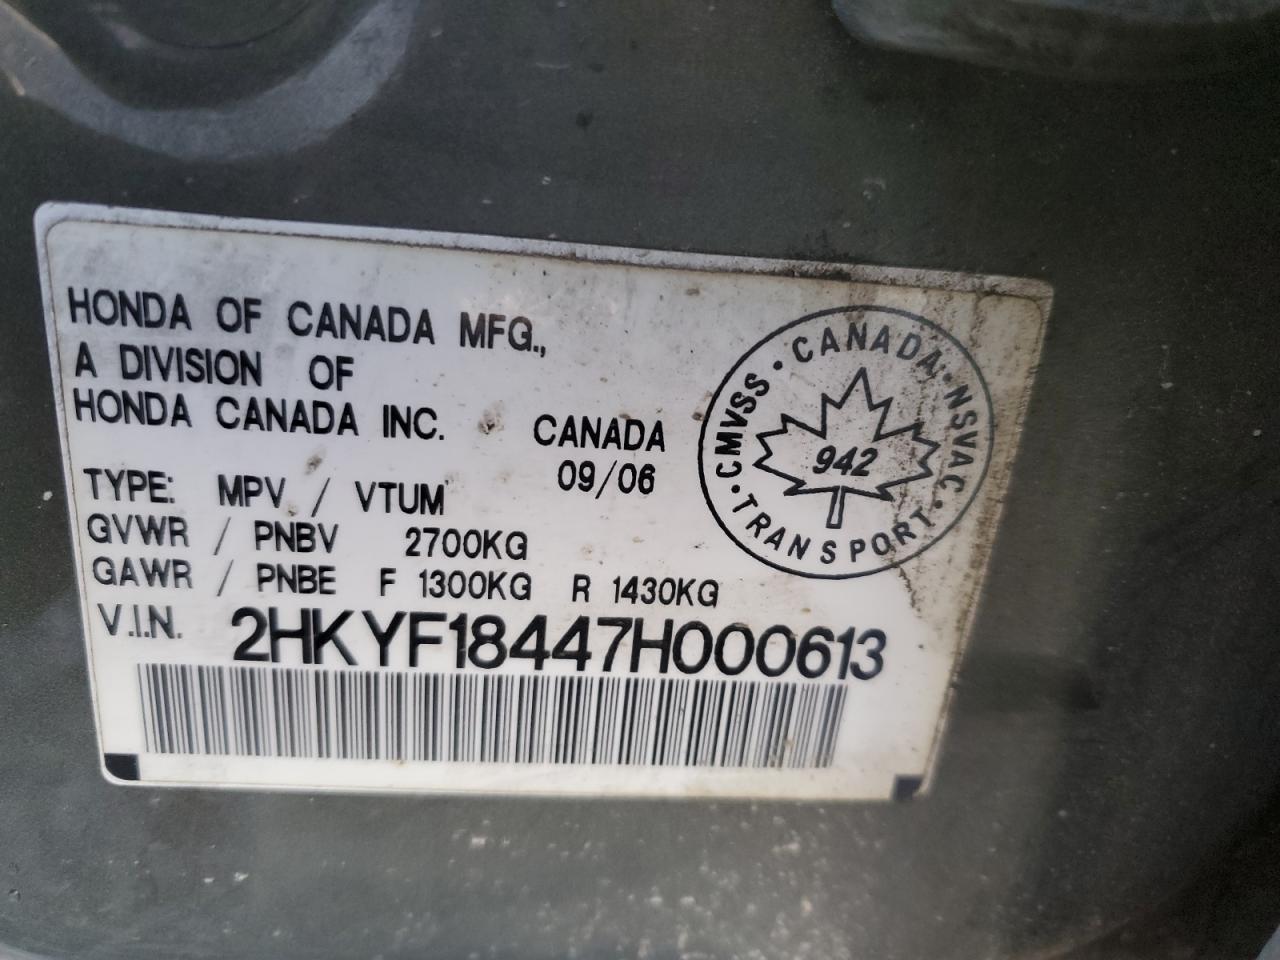 HONDA OF CANADA MFG.,
A DIVISION OF
HONDA CANADA INC.
CANADA
09/06
TYPE: MPV / VTUM
GVWR / PNBV 2700KG
GAWR / PNBE F 1300KG R 1430KG
V.I.N. 2HKYF18447H000613
CANADA · NSVAC · TRANSPORT · CMVSS ·
942